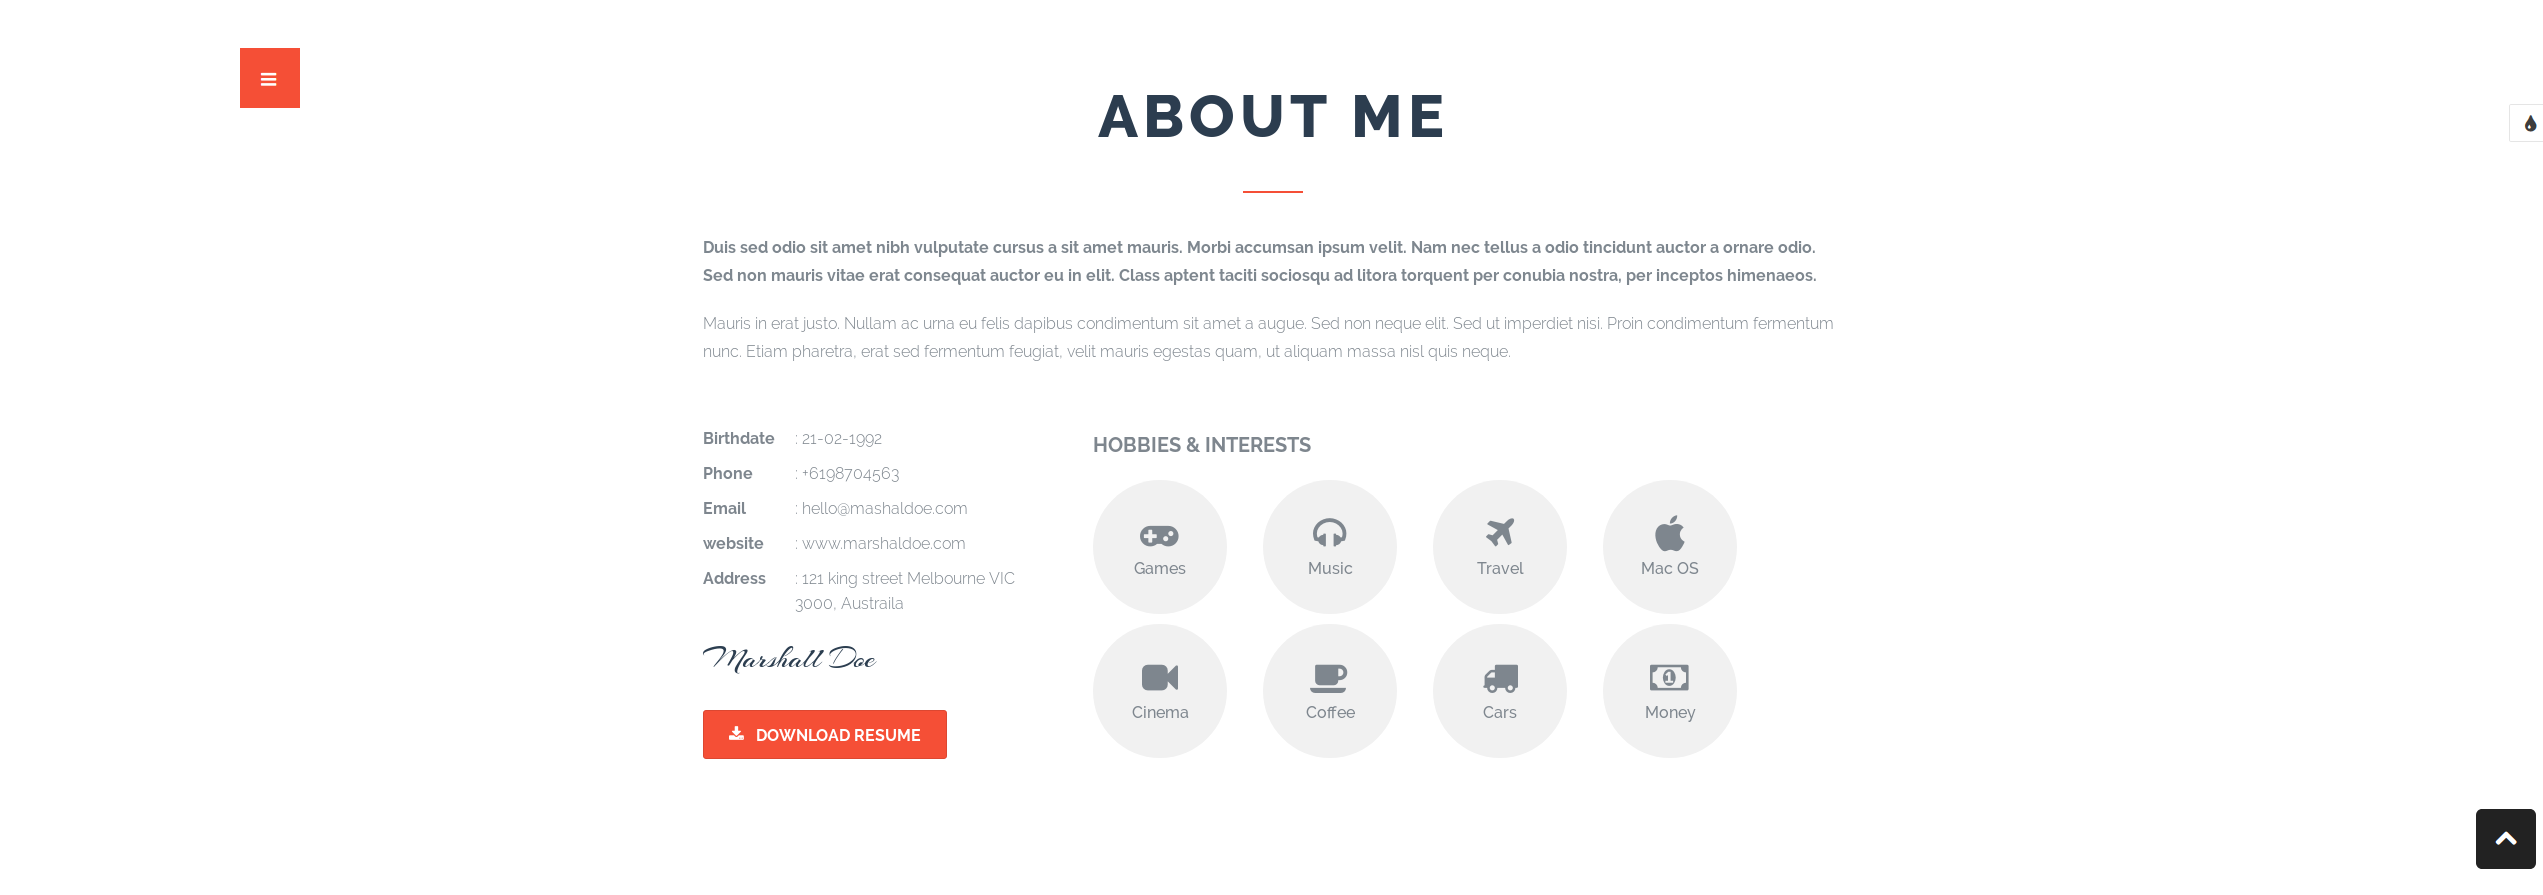 ABOUT ME
Duis sed odio sit amet nibh vulputate cursus a sit amet mauris. Morbi accumsan ipsum velit. Nam nec tellus a odio tincidunt auctor a ornare odio.
Sed non mauris vitae erat consequat auctor eu in elit. Class aptent taciti sociosqu ad litora torquent per conubia nostra, per inceptos himenaeos.
Mauris in erat justo. Nullam ac urna eu felis dapibus condimentum sit amet a augue. Sed non neque elit. Sed ut imperdiet nisi. Proin condimentum fermentum
nunc. Etiam pharetra, erat sed fermentum feugiat, velit mauris egestas quam, ut aliquam massa nisl quis neque.
Birthdate : 21-02-1992
Phone : +6198704563
Email : hello@mashaldoe.com
website : www.marshaldoe.com
Address : 121 king street Melbourne VIC
3000, Austraila
Marshall Doe
DOWNLOAD RESUME
HOBBIES & INTERESTS
Games Music Travel Mac OS
Cinema Coffee Cars Money